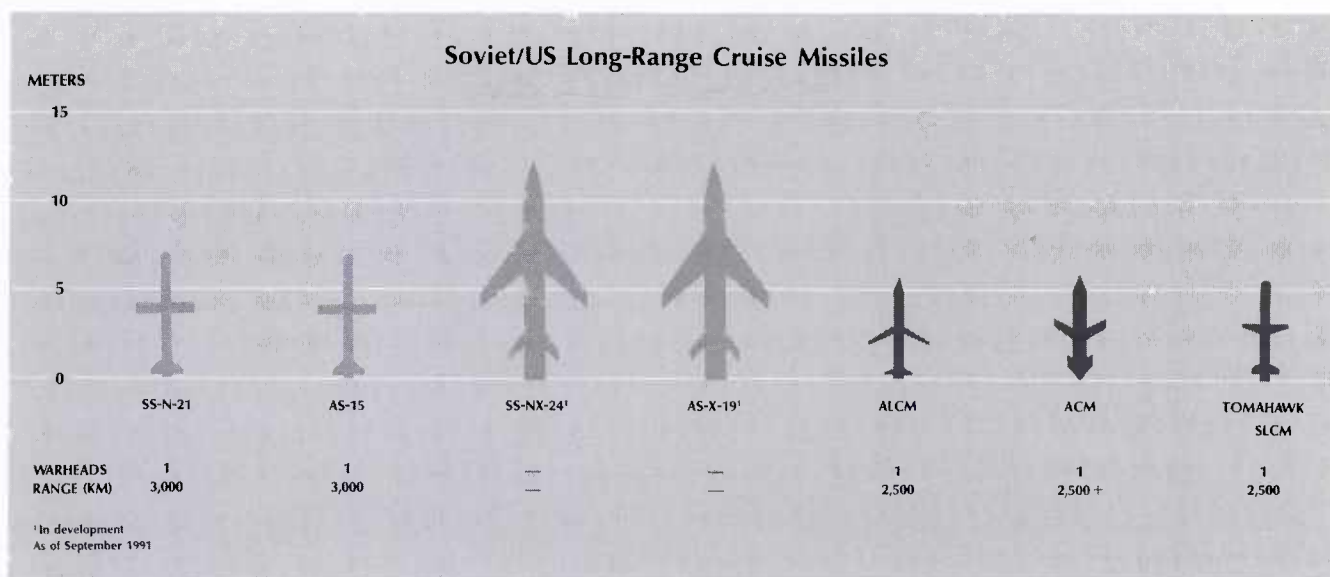 Soviet/US Long-Range Cruise Missiles
METERS
15
10
5
0
SS-N-21 AS-15 SS-NX-24¹ AS-X-19¹ ALCM ACM TOMAHAWK
SLCM
WARHEADS 1 1 — — 1 1 1
RANGE (KM) 3,000 3,000 — — 2,500 2,500 + 2,500
¹ In development
As of September 1991